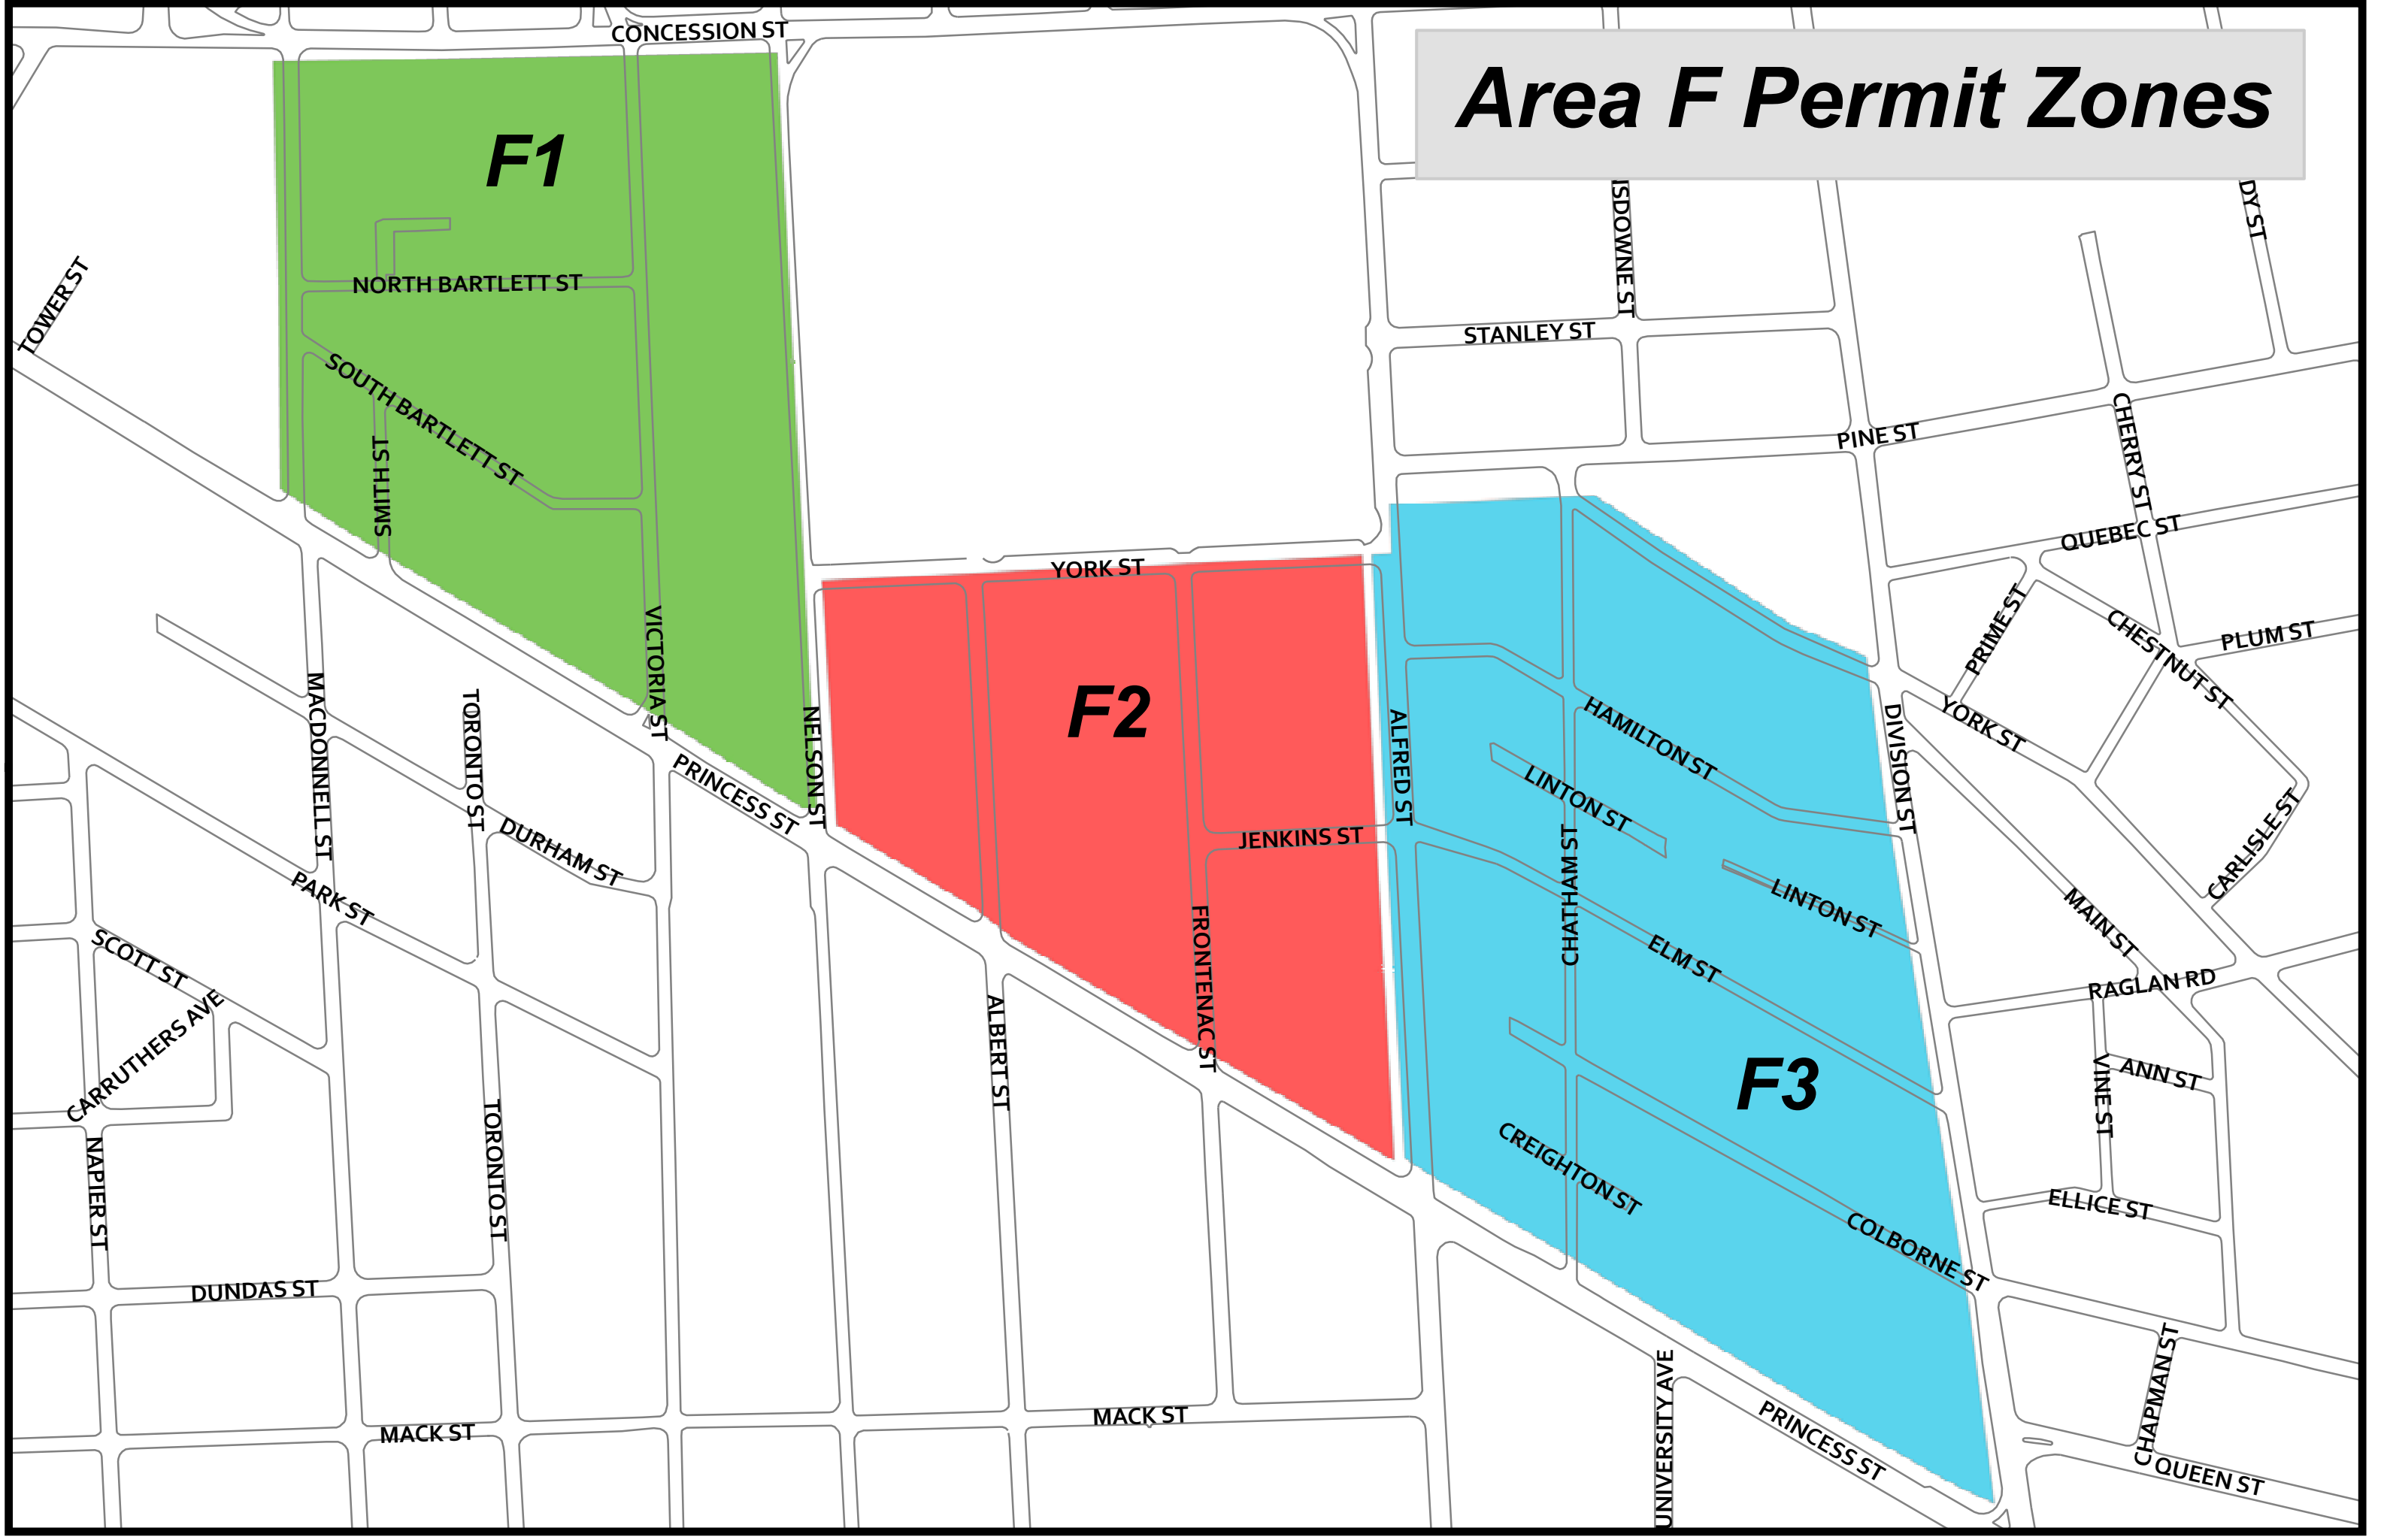 CONCESSION ST
Area F Permit Zones
F1
ISDOWNE ST
DY ST
TOWER ST
NORTH BARTLETT ST
STANLEY ST
SOUTH BARTLETT ST
SMITH ST
PINE ST
CHERRY ST
QUEBEC ST
YORK ST
PRIME ST
CHESTNUT ST
PLUM ST
VICTORIA ST
MACDONNELL ST
TORONTO ST
NELSON ST
F2
ALFRED ST
HAMILTON ST
DIVISION ST
YORK ST
PRINCESS ST
LINTON ST
DURHAM ST
JENKINS ST
CHATHAM ST
CARLISLE ST
PARK ST
LINTON ST
MAIN ST
SCOTT ST
FRONTENAC ST
ELM ST
RAGLAN RD
CARRUTHERS AVE
ALBERT ST
F3
VINE ST
ANN ST
NAPIER ST
TORONTO ST
CREIGHTON ST
ELLICE ST
COLBORNE ST
DUNDAS ST
CHAPMAN ST
UNIVERSITY AVE
MACK ST
MACK ST
PRINCESS ST
QUEEN ST